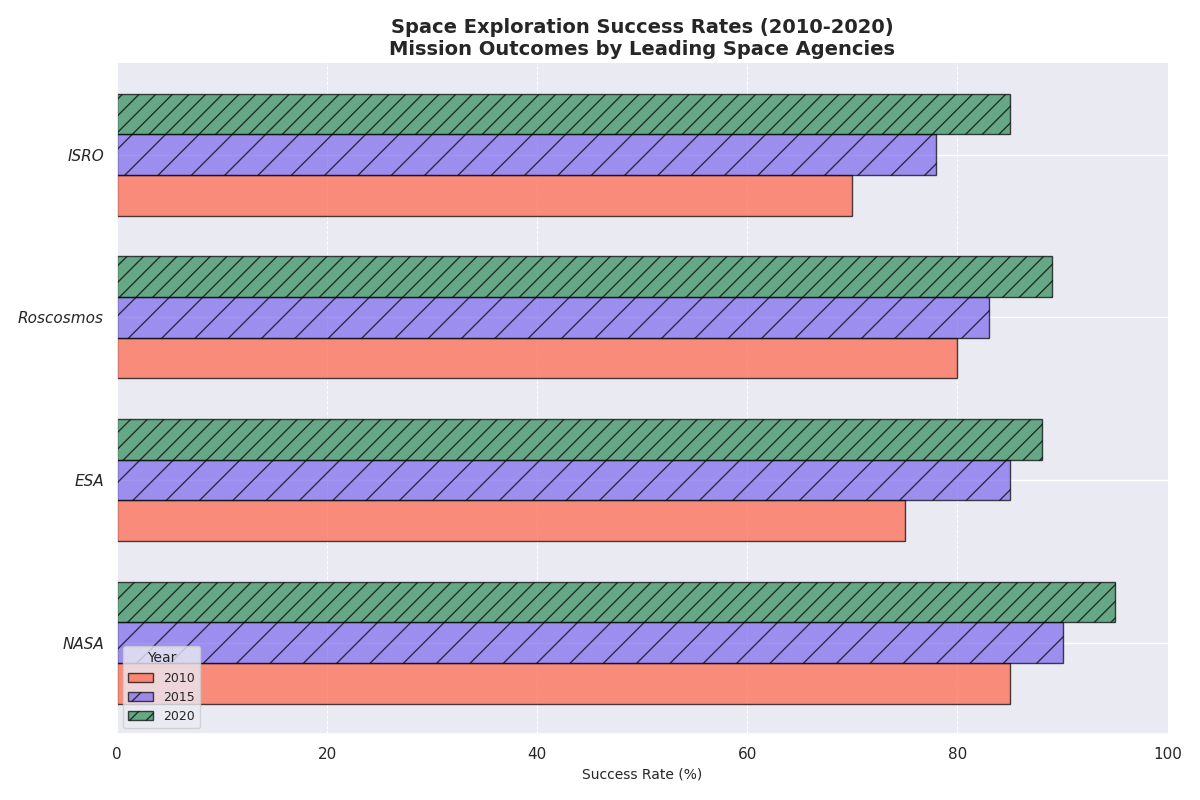 Space Exploration Success Rates (2010-2020)
Mission Outcomes by Leading Space Agencies
ISRO
Roscosmos
ESA
NASA
Year
2010
2015
2020
0 20 40 60 80 100
Success Rate (%)